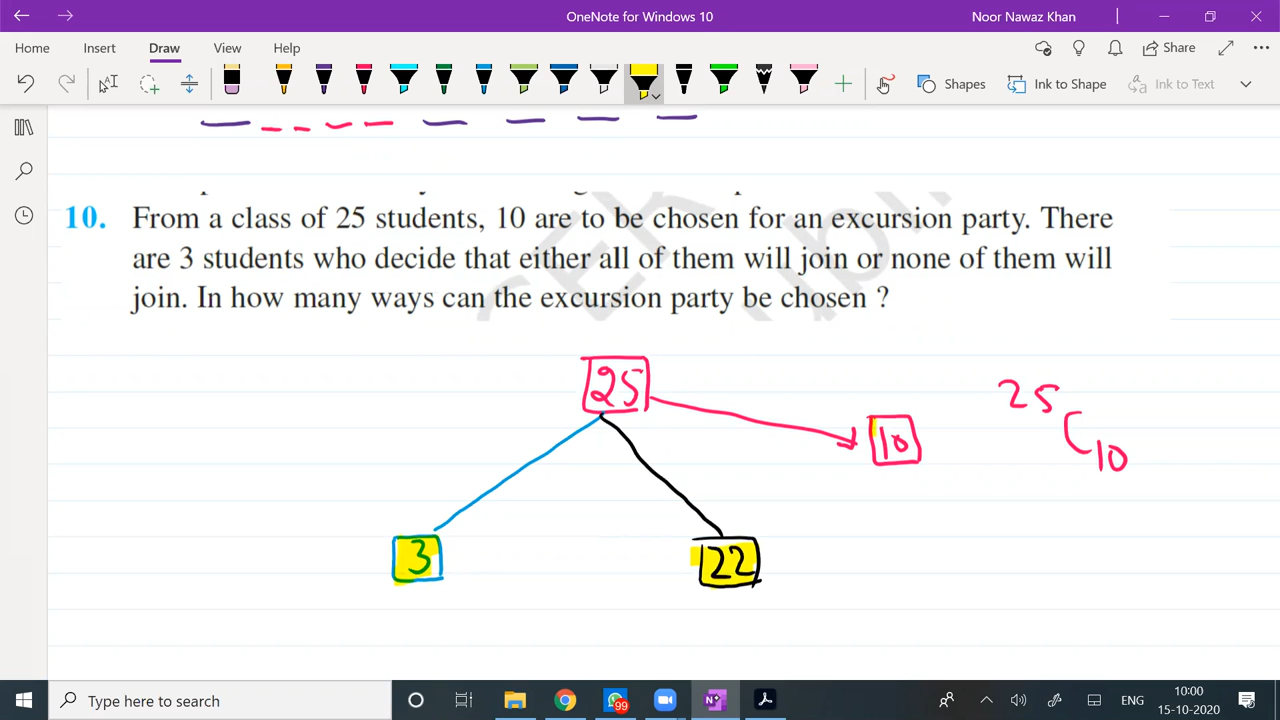 OneNote for Windows 10
Noor Nawaz Khan
Home Insert Draw View Help
Share
Shapes
Ink to Shape
Ink to Text
10. From a class of 25 students, 10 are to be chosen for an excursion party. There
are 3 students who decide that either all of them will join or none of them will
join. In how many ways can the excursion party be chosen ?
25
10
25
C
10
3
22
Type here to search
99
ENG
10:00
15-10-2020